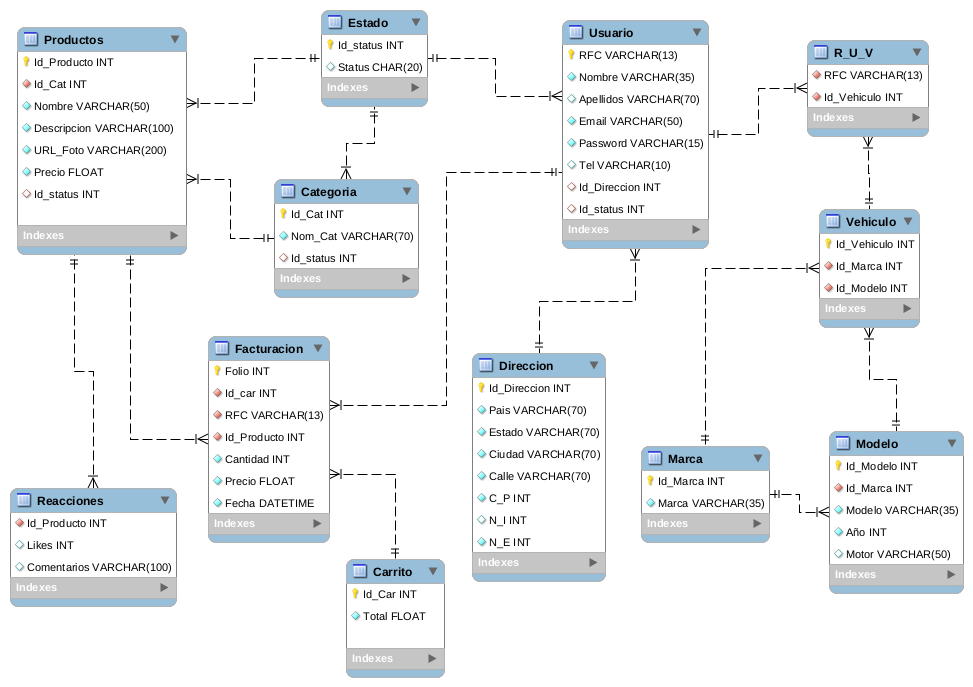 Productos
Id_Producto INT
Id_Cat INT
Nombre VARCHAR(50)
Descripcion VARCHAR(100)
URL_Foto VARCHAR(200)
Precio FLOAT
Id_status INT
Indexes
Estado
Id_status INT
Status CHAR(20)
Indexes
Usuario
RFC VARCHAR(13)
Nombre VARCHAR(35)
Apellidos VARCHAR(70)
Email VARCHAR(50)
Password VARCHAR(15)
Tel VARCHAR(10)
Id_Direccion INT
Id_status INT
Indexes
R_U_V
RFC VARCHAR(13)
Id_Vehiculo INT
Indexes
Categoria
Id_Cat INT
Nom_Cat VARCHAR(70)
Id_status INT
Indexes
Vehiculo
Id_Vehiculo INT
Id_Marca INT
Id_Modelo INT
Indexes
Facturacion
Folio INT
Id_car INT
RFC VARCHAR(13)
Id_Producto INT
Cantidad INT
Precio FLOAT
Fecha DATETIME
Indexes
Direccion
Id_Direccion INT
Pais VARCHAR(70)
Estado VARCHAR(70)
Ciudad VARCHAR(70)
Calle VARCHAR(70)
C_P INT
N_I INT
N_E INT
Indexes
Marca
Id_Marca INT
Marca VARCHAR(35)
Indexes
Modelo
Id_Modelo INT
Id_Marca INT
Modelo VARCHAR(35)
Año INT
Motor VARCHAR(50)
Indexes
Reacciones
Id_Producto INT
Likes INT
Comentarios VARCHAR(100)
Indexes
Carrito
Id_Car INT
Total FLOAT
Indexes